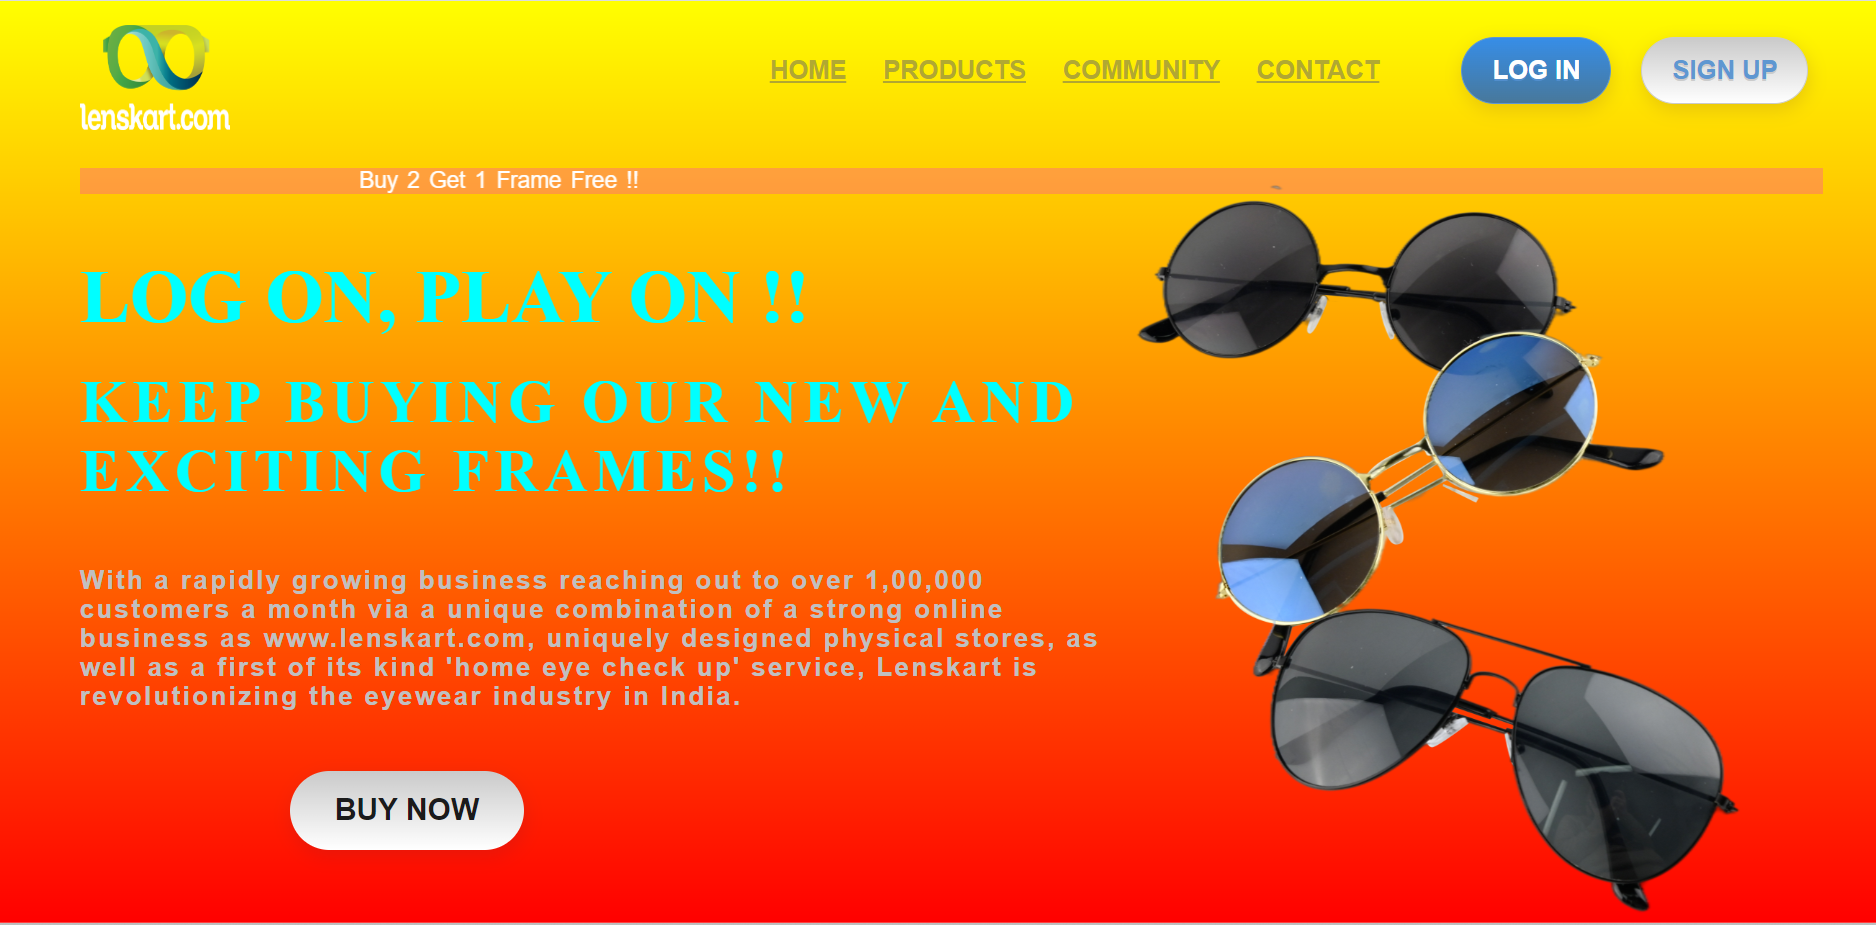 lenskart.com
HOME PRODUCTS COMMUNITY CONTACT LOG IN SIGN UP
Buy 2 Get 1 Frame Free !!
LOG ON, PLAY ON !!
KEEP BUYING OUR NEW AND
EXCITING FRAMES!!
With a rapidly growing business reaching out to over 1,00,000
customers a month via a unique combination of a strong online
business as www.lenskart.com, uniquely designed physical stores, as
well as a first of its kind 'home eye check up' service, Lenskart is
revolutionizing the eyewear industry in India.
BUY NOW